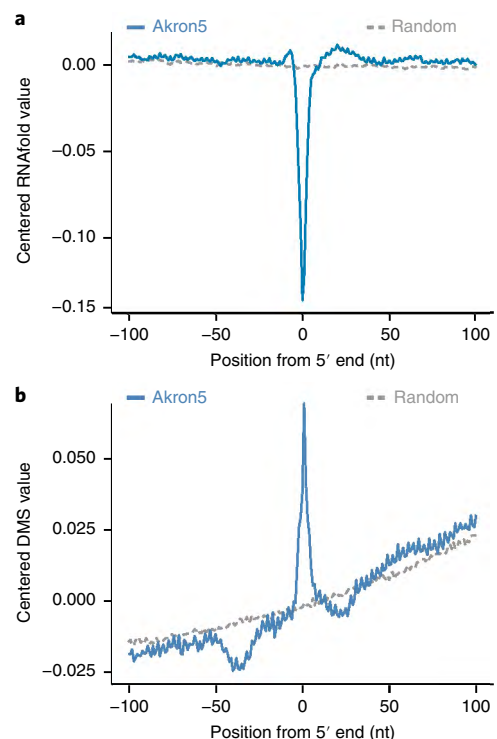 a
Akron5 Random
Centered RNAfold value
0.00
−0.05
−0.10
−0.15
−100 −50 0 50 100
Position from 5′ end (nt)
b
Akron5 Random
Centered DMS value
0.050
0.025
0.000
−0.025
−100 −50 0 50 100
Position from 5′ end (nt)